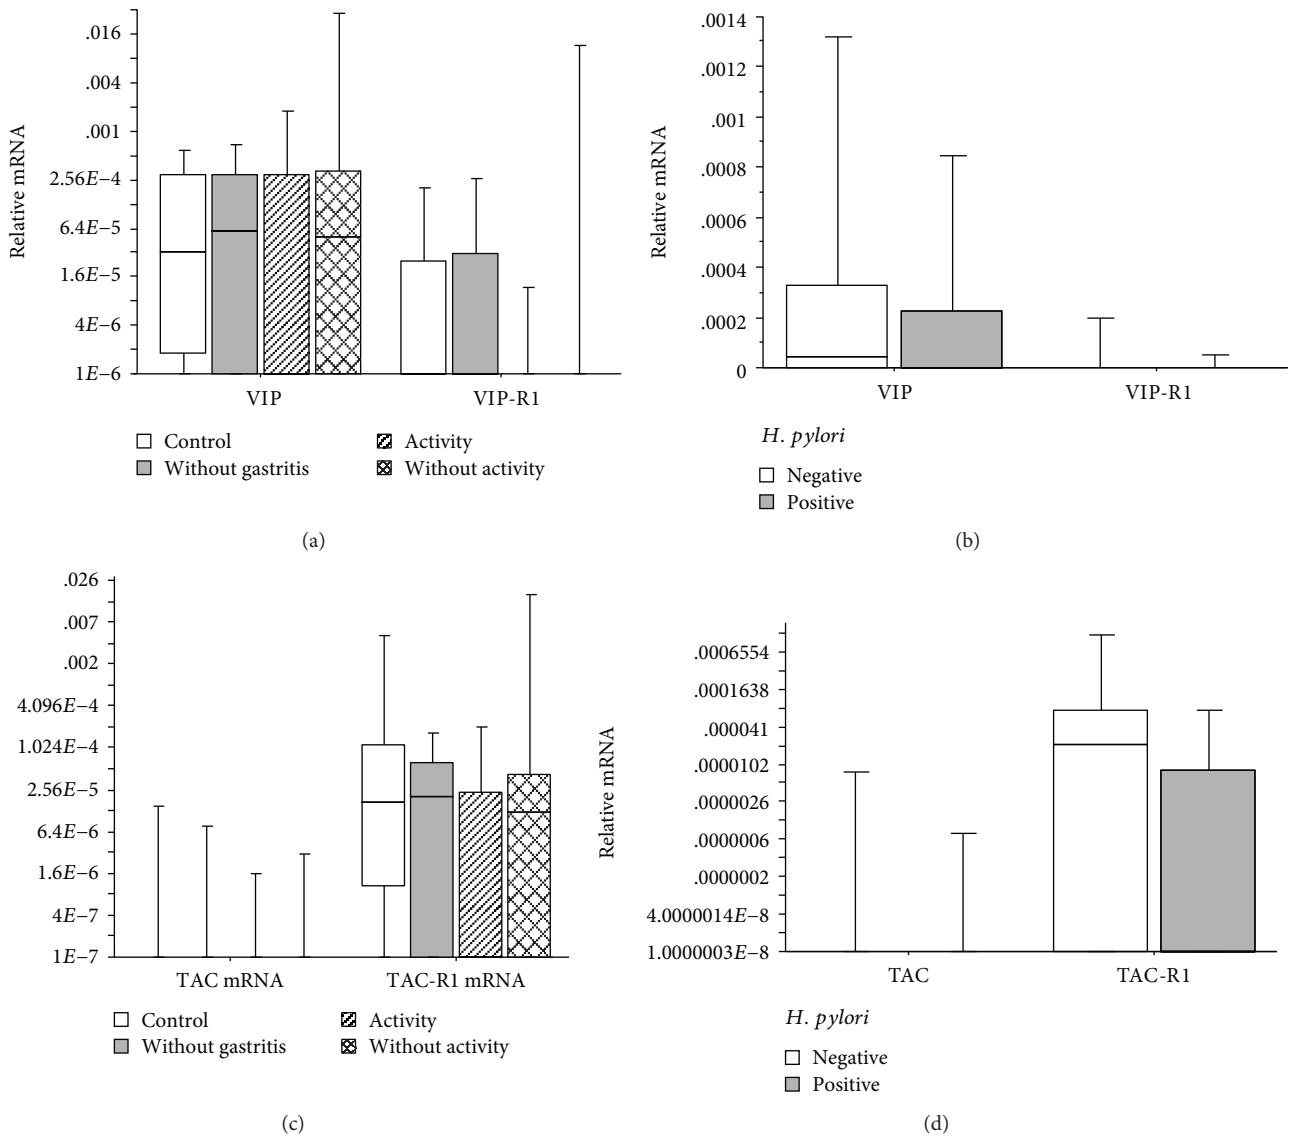 Relative mRNA
.016
.004
.001
2.56E−4
6.4E−5
1.6E−5
4E−6
1E−6
VIP
VIP-R1
Control
Without gastritis
Activity
Without activity
(a)
Relative mRNA
.0014
.0012
.001
.0008
.0006
.0004
.0002
0
VIP
VIP-R1
H. pylori
Negative
Positive
(b)
.026
.007
.002
4.096E−4
1.024E−4
2.56E−5
6.4E−6
1.6E−6
4E−7
1E−7
TAC mRNA
TAC-R1 mRNA
Control
Without gastritis
Activity
Without activity
(c)
Relative mRNA
.0006554
.0001638
.000041
.0000102
.0000026
.0000006
.0000002
4.0000014E−8
1.0000003E−8
TAC
TAC-R1
H. pylori
Negative
Positive
(d)